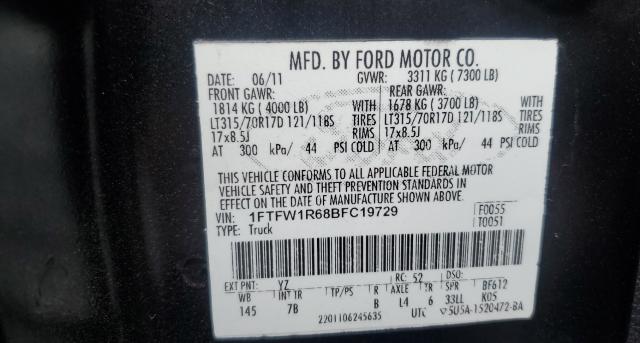 MFD. BY FORD MOTOR CO.
DATE: 06/11 GVWR: 3311 KG ( 7300 LB)
FRONT GAWR: REAR GAWR:
1814 KG ( 4000 LB) 1678 KG ( 3700 LB)
LT315/70R17D 121/118S TIRES LT315/70R17D 121/118S TIRES
17x8.5J RIMS 17x8.5J RIMS
AT 300 kPa/ 44 PSI COLD AT 300 kPa/ 44 PSI COLD
THIS VEHICLE CONFORMS TO ALL APPLICABLE FEDERAL MOTOR
VEHICLE SAFETY AND THEFT PREVENTION STANDARDS IN
EFFECT ON THE DATE OF MANUFACTURE SHOWN ABOVE.
VIN: 1FTFW1R68BFC19729 F0055
TYPE: Truck T0051
EXT PNT: YZ RC: 52 DSO:
WB INT TR TP/PS R AXLE TR SPR BF612
145 7B B L4 6 33LL K05
2201106245635 UTC ▽5U5A-1520472-BA